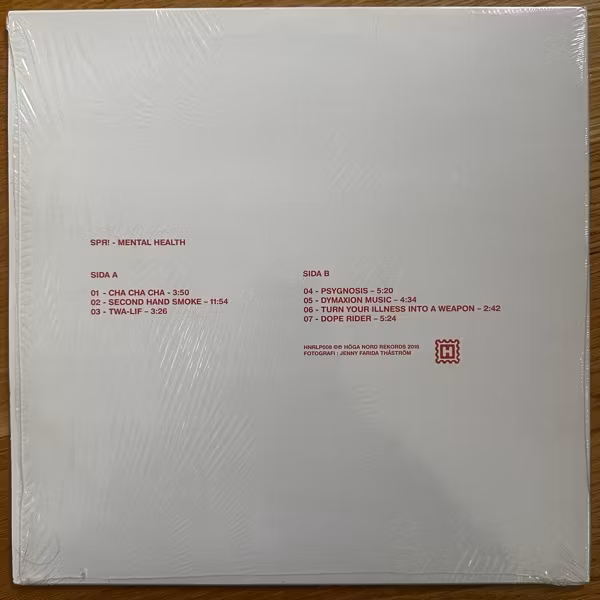 SPR! - MENTAL HEALTH
SIDA A
01 - CHA CHA CHA - 3:50
02 - SECOND HAND SMOKE – 11:54
03 - TWA-LIF - 3:26
SIDA B
04 - PSYGNOSIS – 5:20
05 - DYMAXION MUSIC – 4:34
06 - TURN YOUR ILLNESS INTO A WEAPON – 2:42
07 - DOPE RIDER – 5:24
HNRLP008 ℗© HÖGA NORD REKORDS 2016
FOTOGRAFI : JENNY FARIDA THÅSTRÖM
H